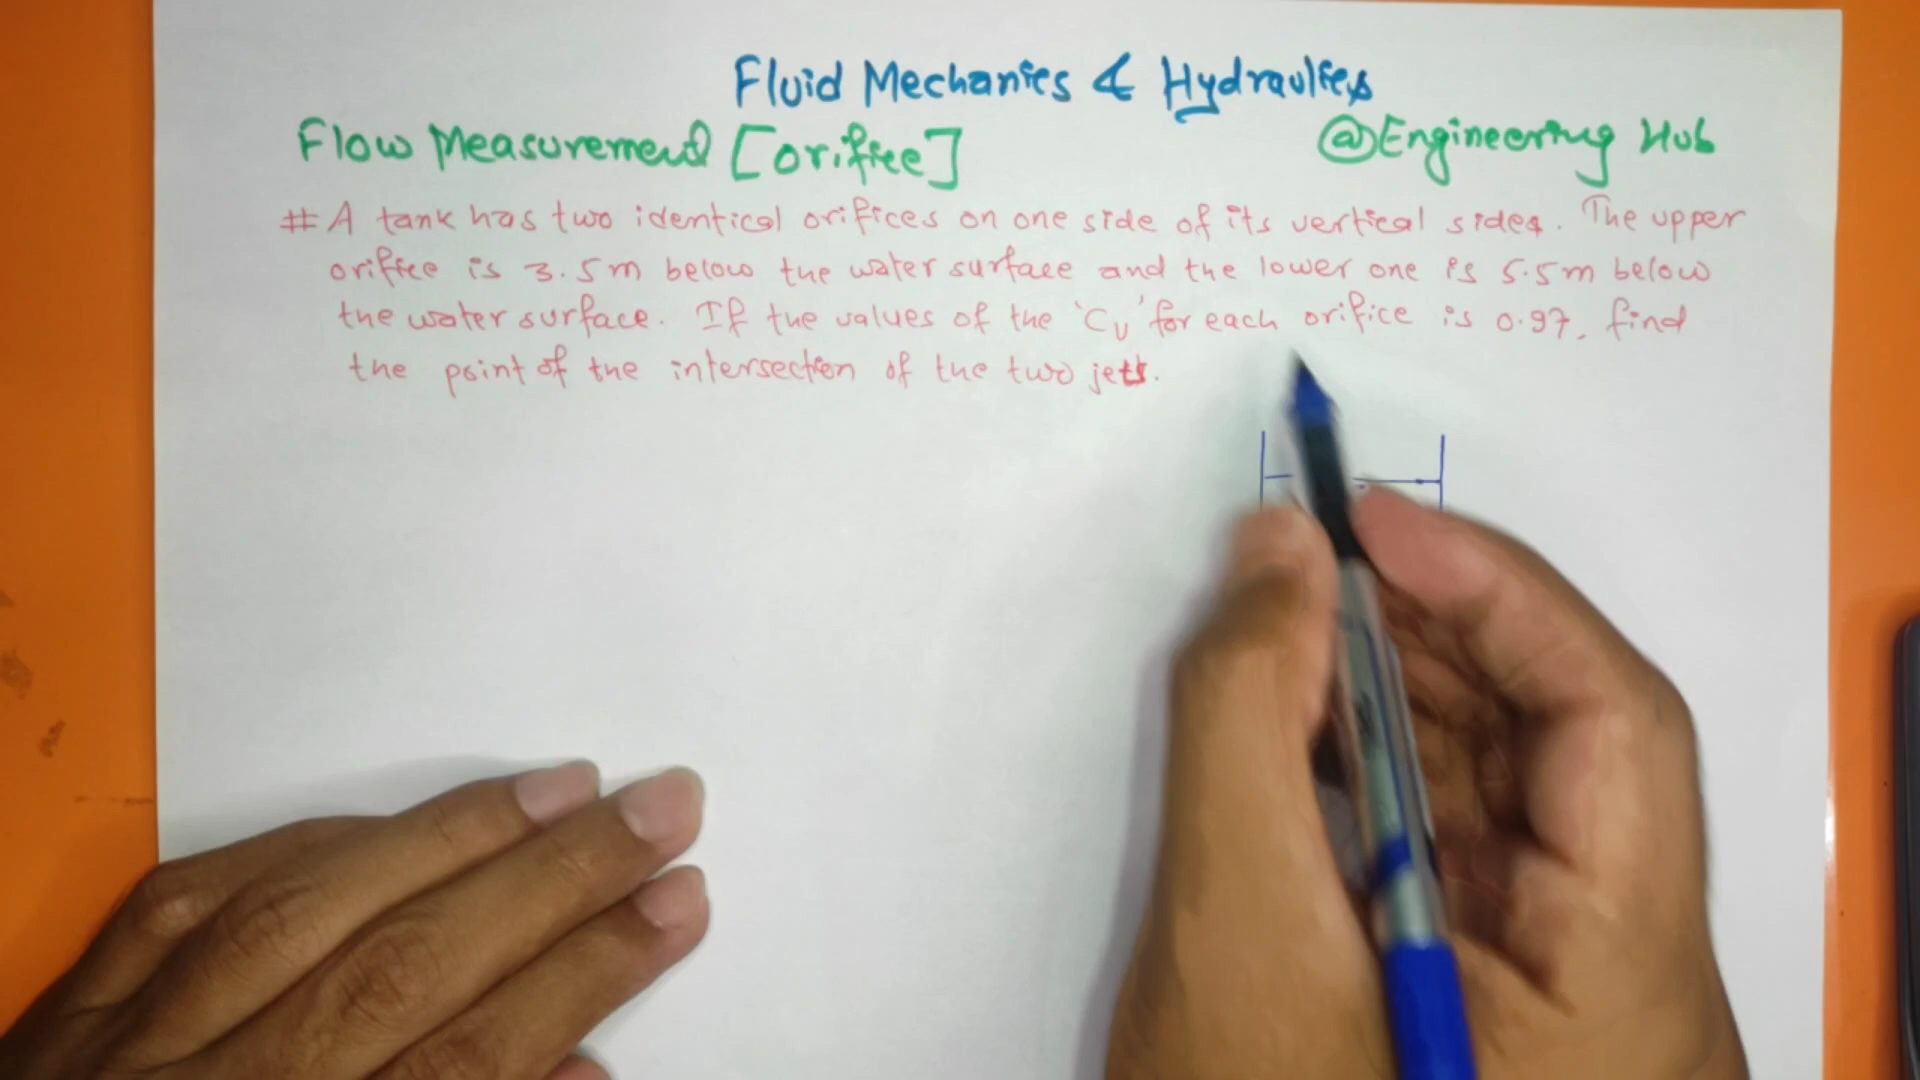 Fluid Mechanics & Hydraulics
Flow Measurement [orifice]
@Engineering Hub
# A tank has two identical orifices on one side of its vertical sides. The upper
orifice is 3.5m below the water surface and the lower one is 5.5m below
the water surface. If the values of the 'Cv' for each orifice is 0.97, find
the point of the intersection of the two jets.